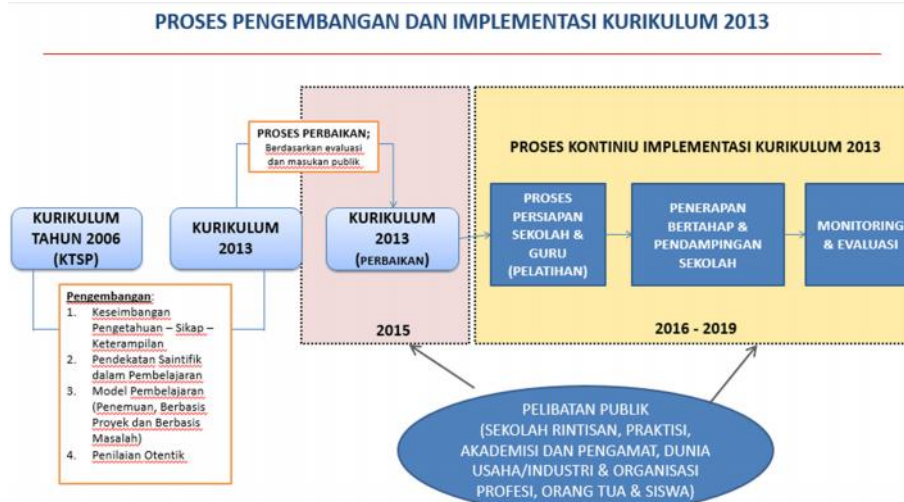 PROSES PENGEMBANGAN DAN IMPLEMENTASI KURIKULUM 2013
PROSES PERBAIKAN;
Berdasarkan evaluasi
dan masukan publik
PROSES KONTINIU IMPLEMENTASI KURIKULUM 2013
KURIKULUM
TAHUN 2006
(KTSP)
KURIKULUM
2013
KURIKULUM
2013
(PERBAIKAN)
PROSES
PERSIAPAN
SEKOLAH &
GURU
(PELATIHAN)
PENERAPAN
BERTAHAP &
PENDAMPINGAN
SEKOLAH
MONITORING
& EVALUASI
Pengembangan:
1. Keseimbangan
Pengetahuan – Sikap –
Keterampilan
2. Pendekatan Saintifik
dalam Pembelajaran
3. Model Pembelajaran
(Penemuan, Berbasis
Proyek dan Berbasis
Masalah)
4. Penilaian Otentik
2015
2016 - 2019
PELIBATAN PUBLIK
(SEKOLAH RINTISAN, PRAKTISI,
AKADEMISI DAN PENGAMAT, DUNIA
USAHA/INDUSTRI & ORGANISASI
PROFESI, ORANG TUA & SISWA)